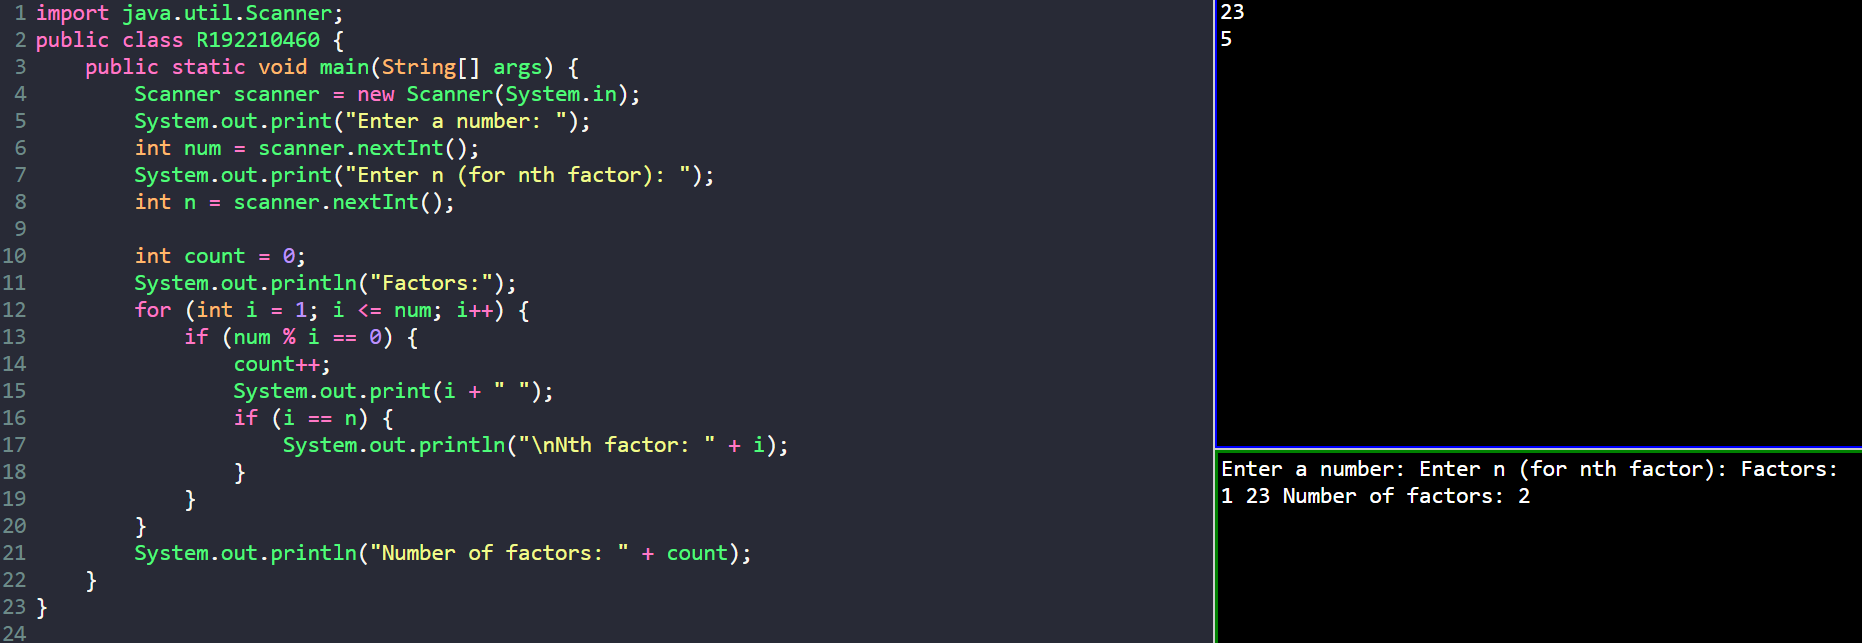 1 import java.util.Scanner;
2 public class R192210460 {
3     public static void main(String[] args) {
4         Scanner scanner = new Scanner(System.in);
5         System.out.print("Enter a number: ");
6         int num = scanner.nextInt();
7         System.out.print("Enter n (for nth factor): ");
8         int n = scanner.nextInt();
9
10         int count = 0;
11         System.out.println("Factors:");
12         for (int i = 1; i <= num; i++) {
13             if (num % i == 0) {
14                 count++;
15                 System.out.print(i + " ");
16                 if (i == n) {
17                     System.out.println("\nNth factor: " + i);
18                 }
19             }
20         }
21         System.out.println("Number of factors: " + count);
22     }
23 }
24
23
5
Enter a number: Enter n (for nth factor): Factors:
1 23 Number of factors: 2